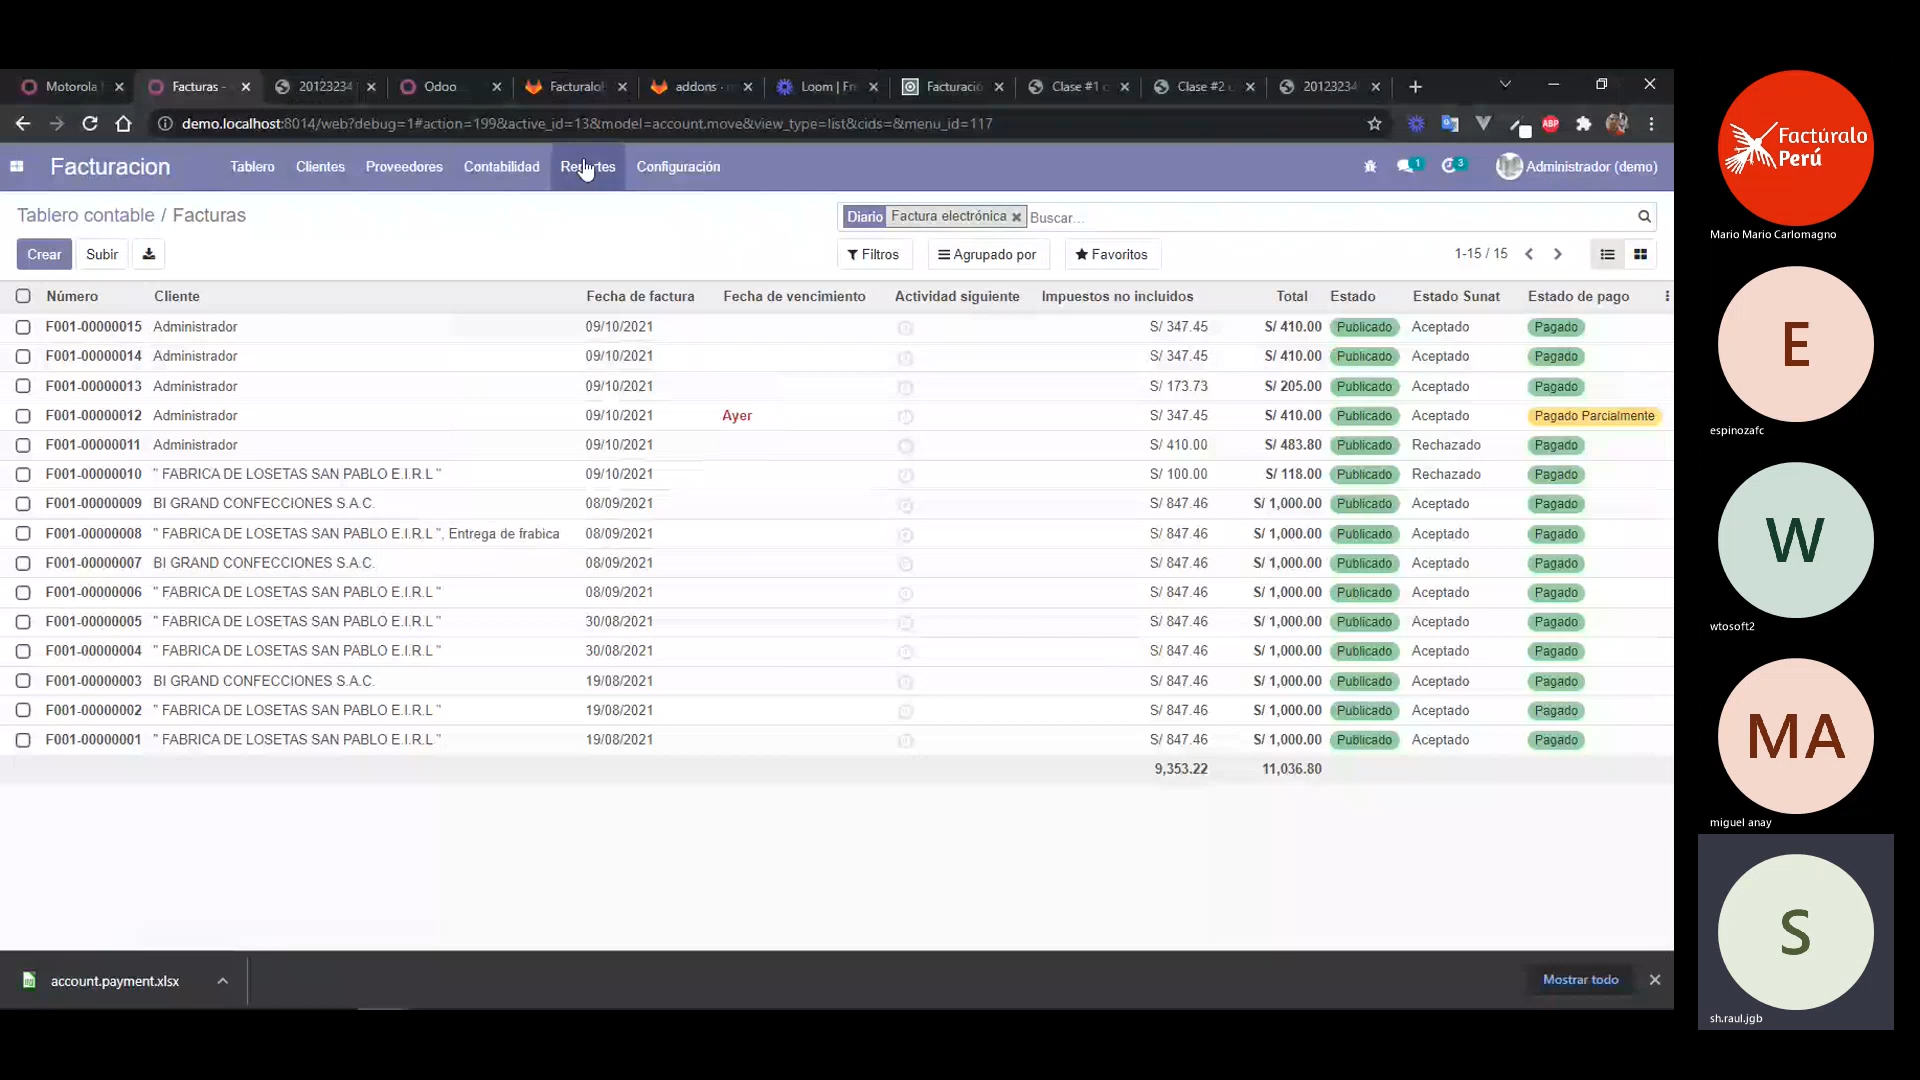 Motorola
Facturas -
20123234
Odoo
Facturalo
addons -
Loom | Fr
Facturació
Clase #1
Clase #2
20123234
demo.localhost:8014/web?debug=1#action=199&active_id=13&model=account.move&view_type=list&cids=&menu_id=117
ABP
Facturacion
Tablero
Clientes
Proveedores
Contabilidad
Reportes
Configuración
1
3
Administrador (demo)
Tablero contable / Facturas
Diario Factura electrónica Buscar...
Crear
Subir
Filtros
Agrupado por
Favoritos
1-15 / 15
Número Cliente Fecha de factura Fecha de vencimiento Actividad siguiente Impuestos no incluidos Total Estado Estado Sunat Estado de pago
F001-00000015 Administrador 09/10/2021 S/ 347.45 S/ 410.00 Publicado Aceptado Pagado
F001-00000014 Administrador 09/10/2021 S/ 347.45 S/ 410.00 Publicado Aceptado Pagado
F001-00000013 Administrador 09/10/2021 S/ 173.73 S/ 205.00 Publicado Aceptado Pagado
F001-00000012 Administrador 09/10/2021 Ayer S/ 347.45 S/ 410.00 Publicado Aceptado Pagado Parcialmente
F001-00000011 Administrador 09/10/2021 S/ 410.00 S/ 483.80 Publicado Rechazado Pagado
F001-00000010 " FABRICA DE LOSETAS SAN PABLO E.I.R.L " 09/10/2021 S/ 100.00 S/ 118.00 Publicado Rechazado Pagado
F001-00000009 BI GRAND CONFECCIONES S.A.C. 08/09/2021 S/ 847.46 S/ 1,000.00 Publicado Aceptado Pagado
F001-00000008 " FABRICA DE LOSETAS SAN PABLO E.I.R.L ", Entrega de frabica 08/09/2021 S/ 847.46 S/ 1,000.00 Publicado Aceptado Pagado
F001-00000007 BI GRAND CONFECCIONES S.A.C. 08/09/2021 S/ 847.46 S/ 1,000.00 Publicado Aceptado Pagado
F001-00000006 " FABRICA DE LOSETAS SAN PABLO E.I.R.L " 08/09/2021 S/ 847.46 S/ 1,000.00 Publicado Aceptado Pagado
F001-00000005 " FABRICA DE LOSETAS SAN PABLO E.I.R.L " 30/08/2021 S/ 847.46 S/ 1,000.00 Publicado Aceptado Pagado
F001-00000004 " FABRICA DE LOSETAS SAN PABLO E.I.R.L " 30/08/2021 S/ 847.46 S/ 1,000.00 Publicado Aceptado Pagado
F001-00000003 BI GRAND CONFECCIONES S.A.C. 19/08/2021 S/ 847.46 S/ 1,000.00 Publicado Aceptado Pagado
F001-00000002 " FABRICA DE LOSETAS SAN PABLO E.I.R.L " 19/08/2021 S/ 847.46 S/ 1,000.00 Publicado Aceptado Pagado
F001-00000001 " FABRICA DE LOSETAS SAN PABLO E.I.R.L " 19/08/2021 S/ 847.46 S/ 1,000.00 Publicado Aceptado Pagado
9,353.22 11,036.80
account.payment.xlsx
Mostrar todo
Factúralo
Perú
Mario Mario Carlomagno
E
espinozafc
W
wtosoft2
MA
miguel anay
S
sh.raul.jgb